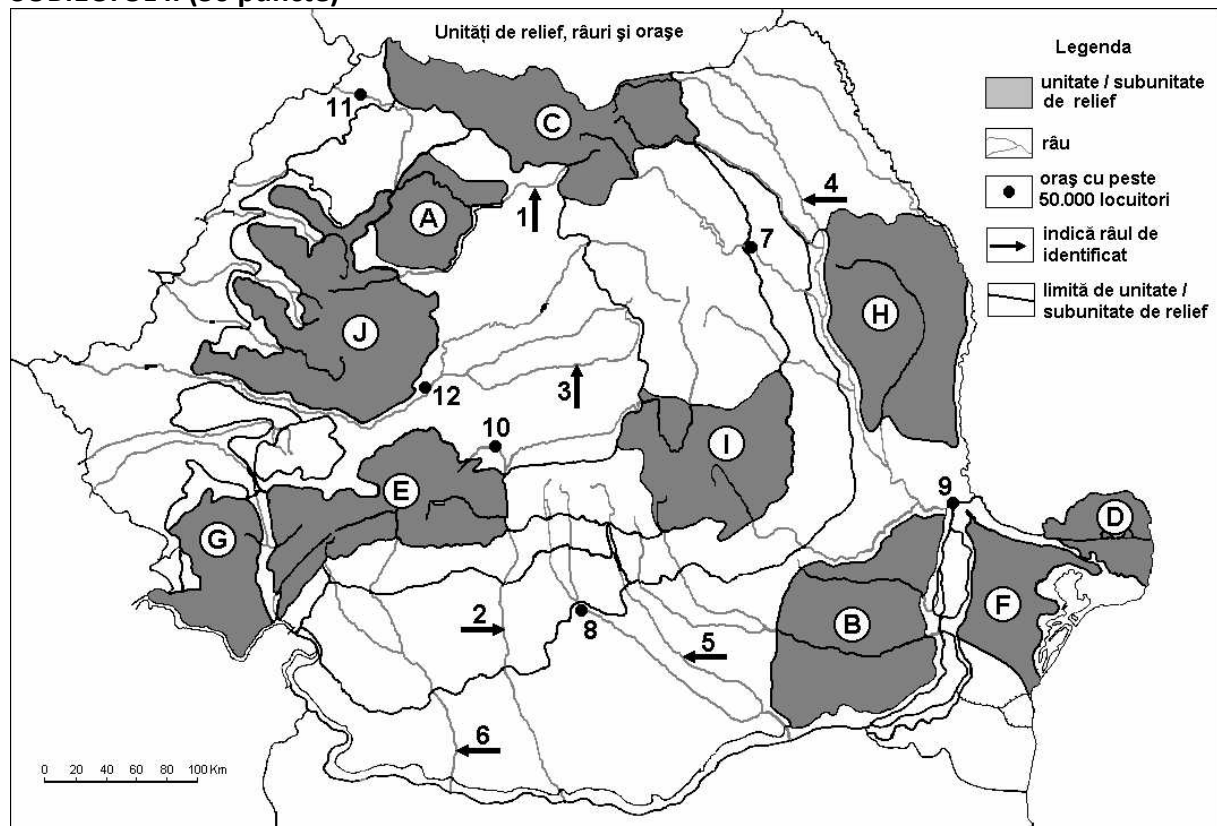 SUBIECTUL puncte)
Unități de relief, râuri și orașe
Legenda
unitate / subunitate
de relief
râu
oraș cu peste
50.000 locuitori
indică râul de
identificat
limită de unitate /
subunitate de relief
11
C
4
A
1
7
H
J
3
12
10
I
9
E
D
G
F
8
2
B
5
6
0 20 40 60 80 100 Km